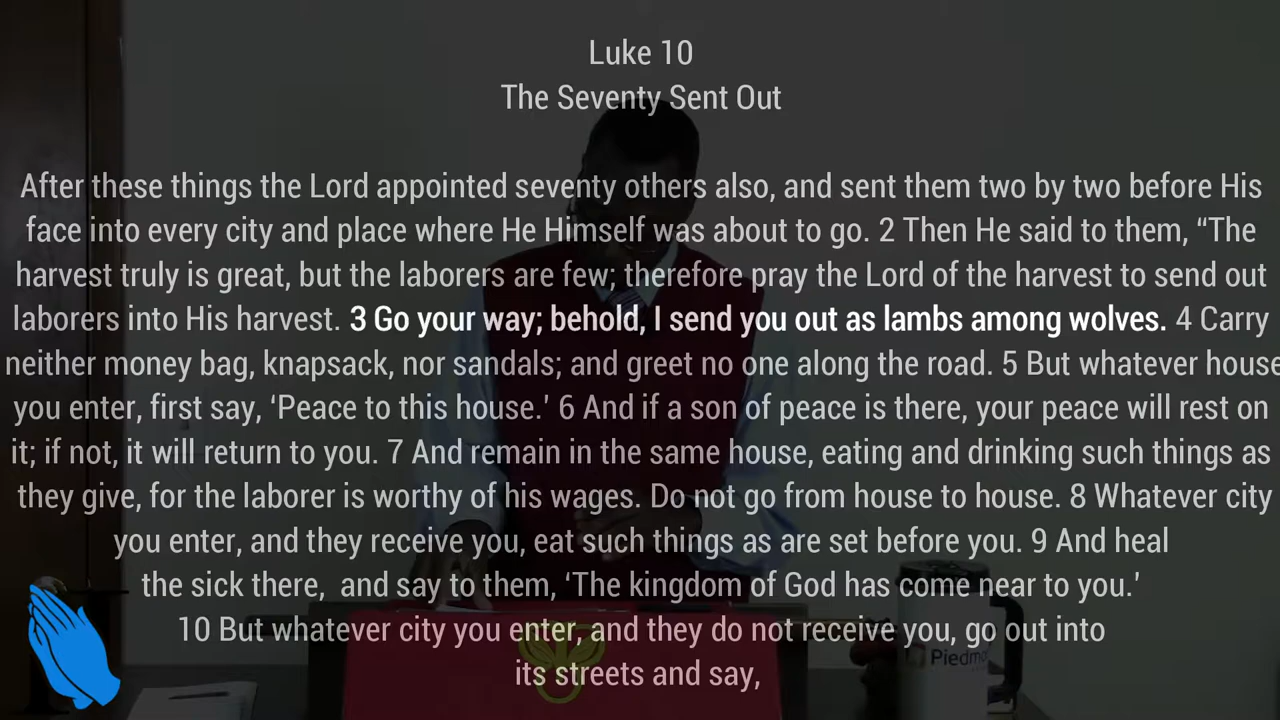 Luke 10
The Seventy Sent Out
After these things the Lord appointed seventy others also, and sent them two by two before His
face into every city and place where He Himself was about to go. 2 Then He said to them, “The
harvest truly is great, but the laborers are few; therefore pray the Lord of the harvest to send out
laborers into His harvest. 3 Go your way; behold, I send you out as lambs among wolves. 4 Carry
neither money bag, knapsack, nor sandals; and greet no one along the road. 5 But whatever house
you enter, first say, ‘Peace to this house.’ 6 And if a son of peace is there, your peace will rest on
it; if not, it will return to you. 7 And remain in the same house, eating and drinking such things as
they give, for the laborer is worthy of his wages. Do not go from house to house. 8 Whatever city
you enter, and they receive you, eat such things as are set before you. 9 And heal
the sick there,  and say to them, ‘The kingdom of God has come near to you.’
10 But whatever city you enter, and they do not receive you, go out into
its streets and say,